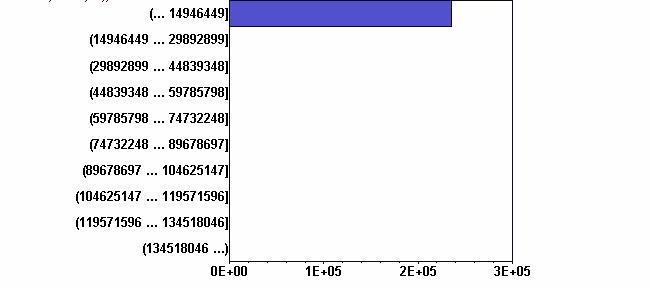 (... 14946449]
(14946449 ... 29892899]
(29892899 ... 44839348]
(44839348 ... 59785798]
(59785798 ... 74732248]
(74732248 ... 89678697]
(89678697 ... 104625147]
(104625147 ... 119571596]
(119571596 ... 134518046]
(134518046 ...)
0E+00 1E+05 2E+05 3E+05